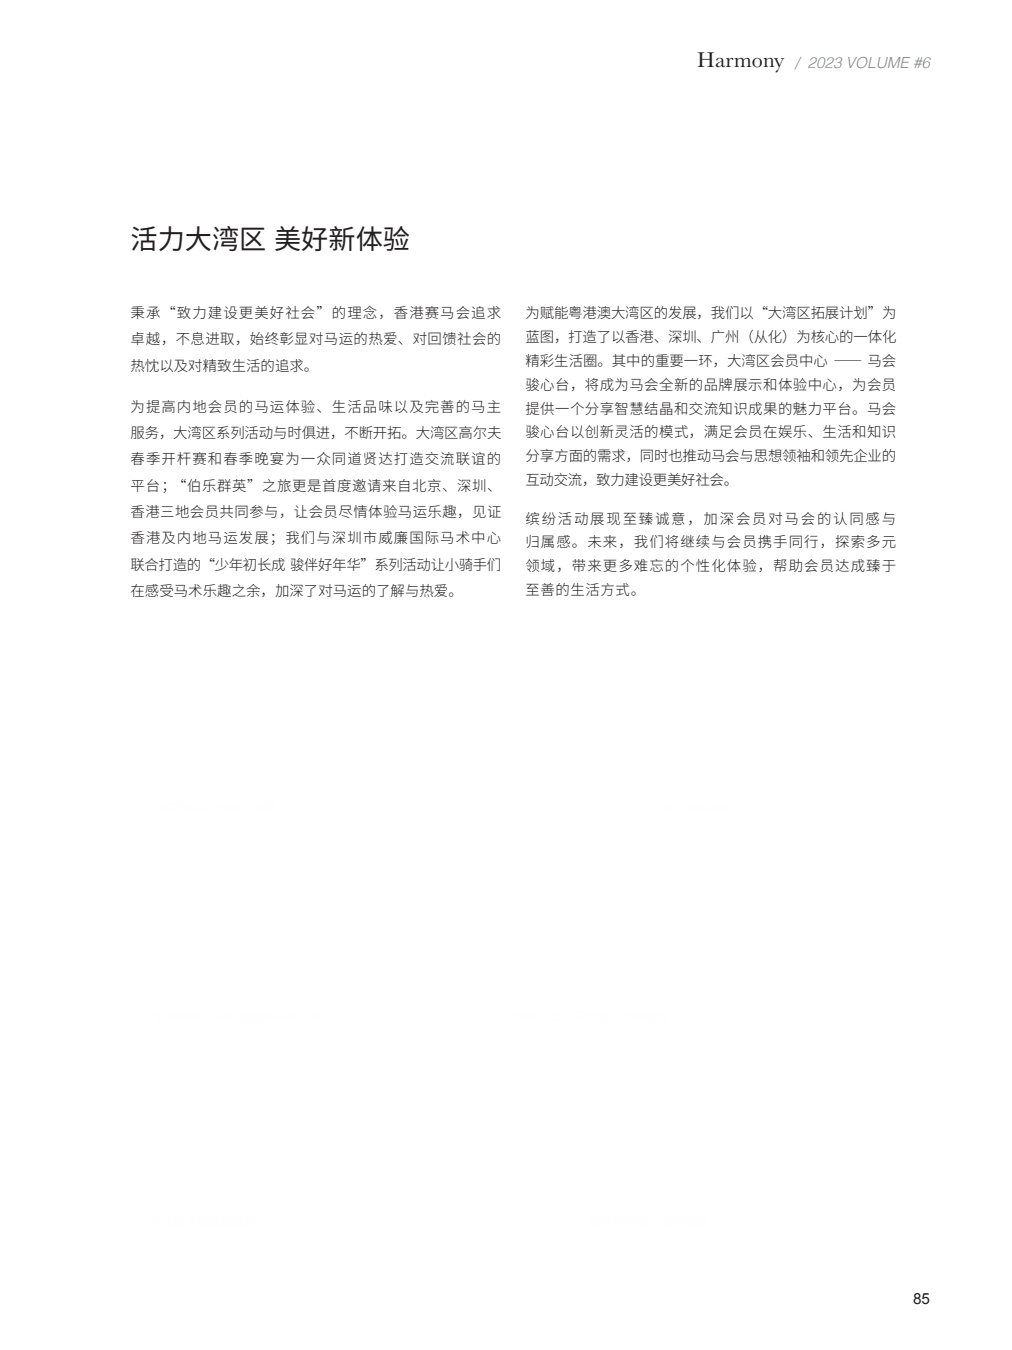 Harmony / 2023 VOLUME #6
活力大湾区 美好新体验
秉承“致力建设更美好社会”的理念，香港赛马会追求
卓越，不息进取，始终彰显对马运的热爱、对回馈社会的
热忱以及对精致生活的追求。
为提高内地会员的马运体验、生活品味以及完善的马主
服务，大湾区系列活动与时俱进，不断开拓。大湾区高尔夫
春季开杆赛和春季晚宴为一众同道贤达打造交流联谊的
平台；“伯乐群英”之旅更是首度邀请来自北京、深圳、
香港三地会员共同参与，让会员尽情体验马运乐趣，见证
香港及内地马运发展；我们与深圳市威廉国际马术中心
联合打造的“少年初长成 骏伴好年华”系列活动让小骑手们
在感受马术乐趣之余，加深了对马运的了解与热爱。
为赋能粤港澳大湾区的发展，我们以“大湾区拓展计划”为
蓝图，打造了以香港、深圳、广州（从化）为核心的一体化
精彩生活圈。其中的重要一环，大湾区会员中心 —— 马会
骏心台，将成为马会全新的品牌展示和体验中心，为会员
提供一个分享智慧结晶和交流知识成果的魅力平台。马会
骏心台以创新灵活的模式，满足会员在娱乐、生活和知识
分享方面的需求，同时也推动马会与思想领袖和领先企业的
互动交流，致力建设更美好社会。
缤纷活动展现至臻诚意，加深会员对马会的认同感与
归属感。未来，我们将继续与会员携手同行，探索多元
领域，带来更多难忘的个性化体验，帮助会员达成臻于
至善的生活方式。
85